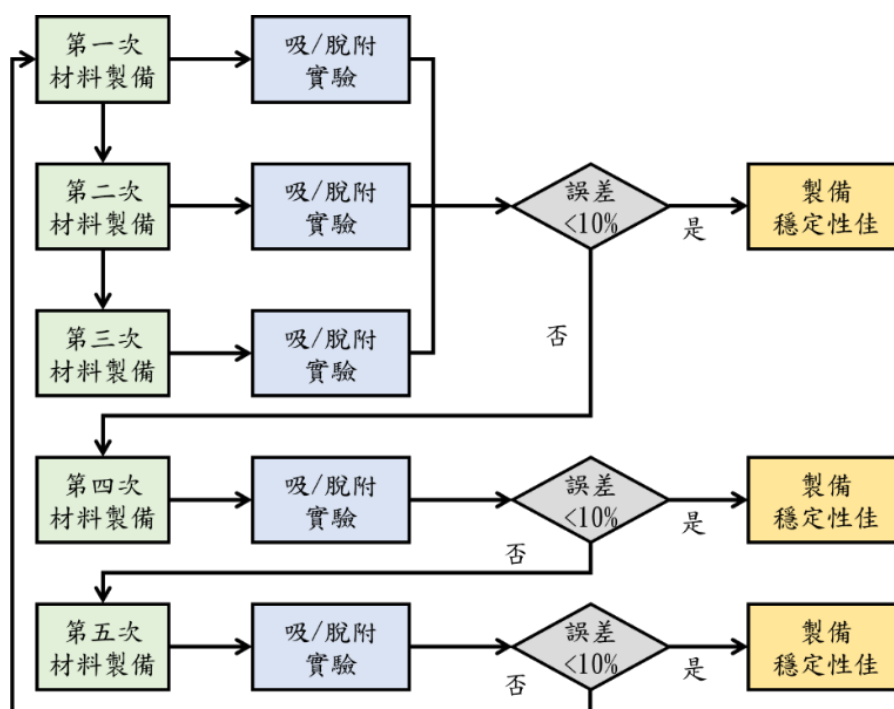 第一次
材料製備
吸/脫附
實驗
第二次
材料製備
吸/脫附
實驗
誤差
<10%
是
製備
穩定性佳
否
第三次
材料製備
吸/脫附
實驗
第四次
材料製備
吸/脫附
實驗
誤差
<10%
是
製備
穩定性佳
否
第五次
材料製備
吸/脫附
實驗
誤差
<10%
是
製備
穩定性佳
否